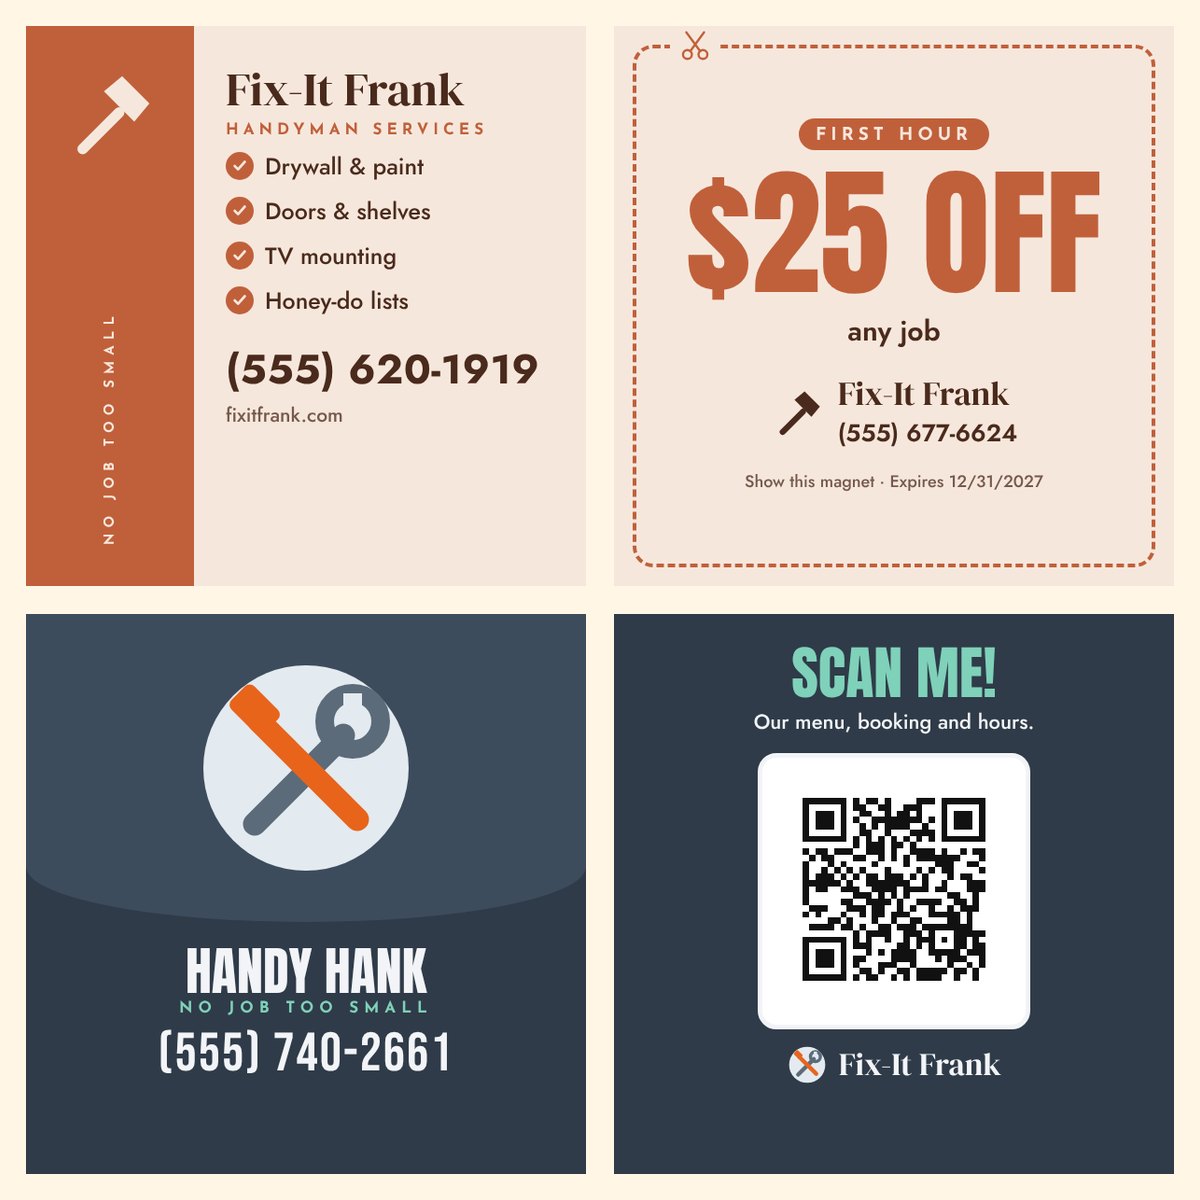 Fix-It Frank
HANDYMAN SERVICES
Drywall & paint
Doors & shelves
TV mounting
Honey-do lists
(555) 620-1919
fixitfrank.com
NO JOB TOO SMALL
FIRST HOUR
$25 OFF
any job
Fix-It Frank
(555) 677-6624
Show this magnet · Expires 12/31/2027
HANDY HANK
NO JOB TOO SMALL
(555) 740-2661
SCAN ME!
Our menu, booking and hours.
Fix-It Frank